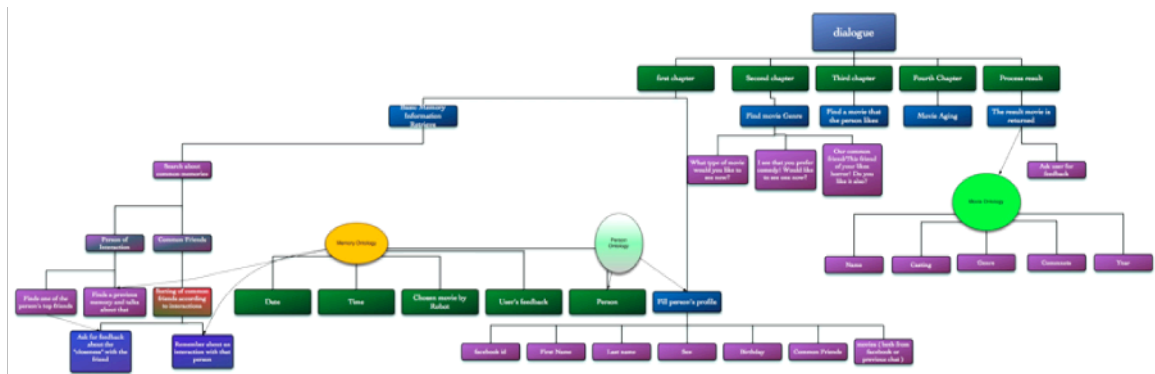 dialogue
first chapter
Second chapter
Third chapter
Fourth Chapter
Process result
Basic Memory
Information
Retrieve
Find movie Genre
Find a movie that
the person likes
Movie Aging
The result movie is
returned
What type of movie
would you like to
see now?
I see that you prefer
comedy! Would like
to see one now?
Our common
friend/This friend
of your likes
horror! Do you
like it also?
Ask user for
feedback
Search about
common memories
Movie Ontology
Person of
Interaction
Common Friends
Memory Ontology
Person
Ontology
Name
Casting
Genre
Comments
Year
Finds one of the
person's top friends
Finds a previous
memory and talks
about that
Sorting of common
friends according
to interactions
Date
Time
Chosen movie by
Robot
User's feedback
Person
Fill person's profile
Ask for feedback
about the
"closeness" with the
friend
Remember about an
interaction with that
person
facebook id
First Name
Last name
Sex
Birthday
Common Friends
movies ( both from
facebook or
previous chat )